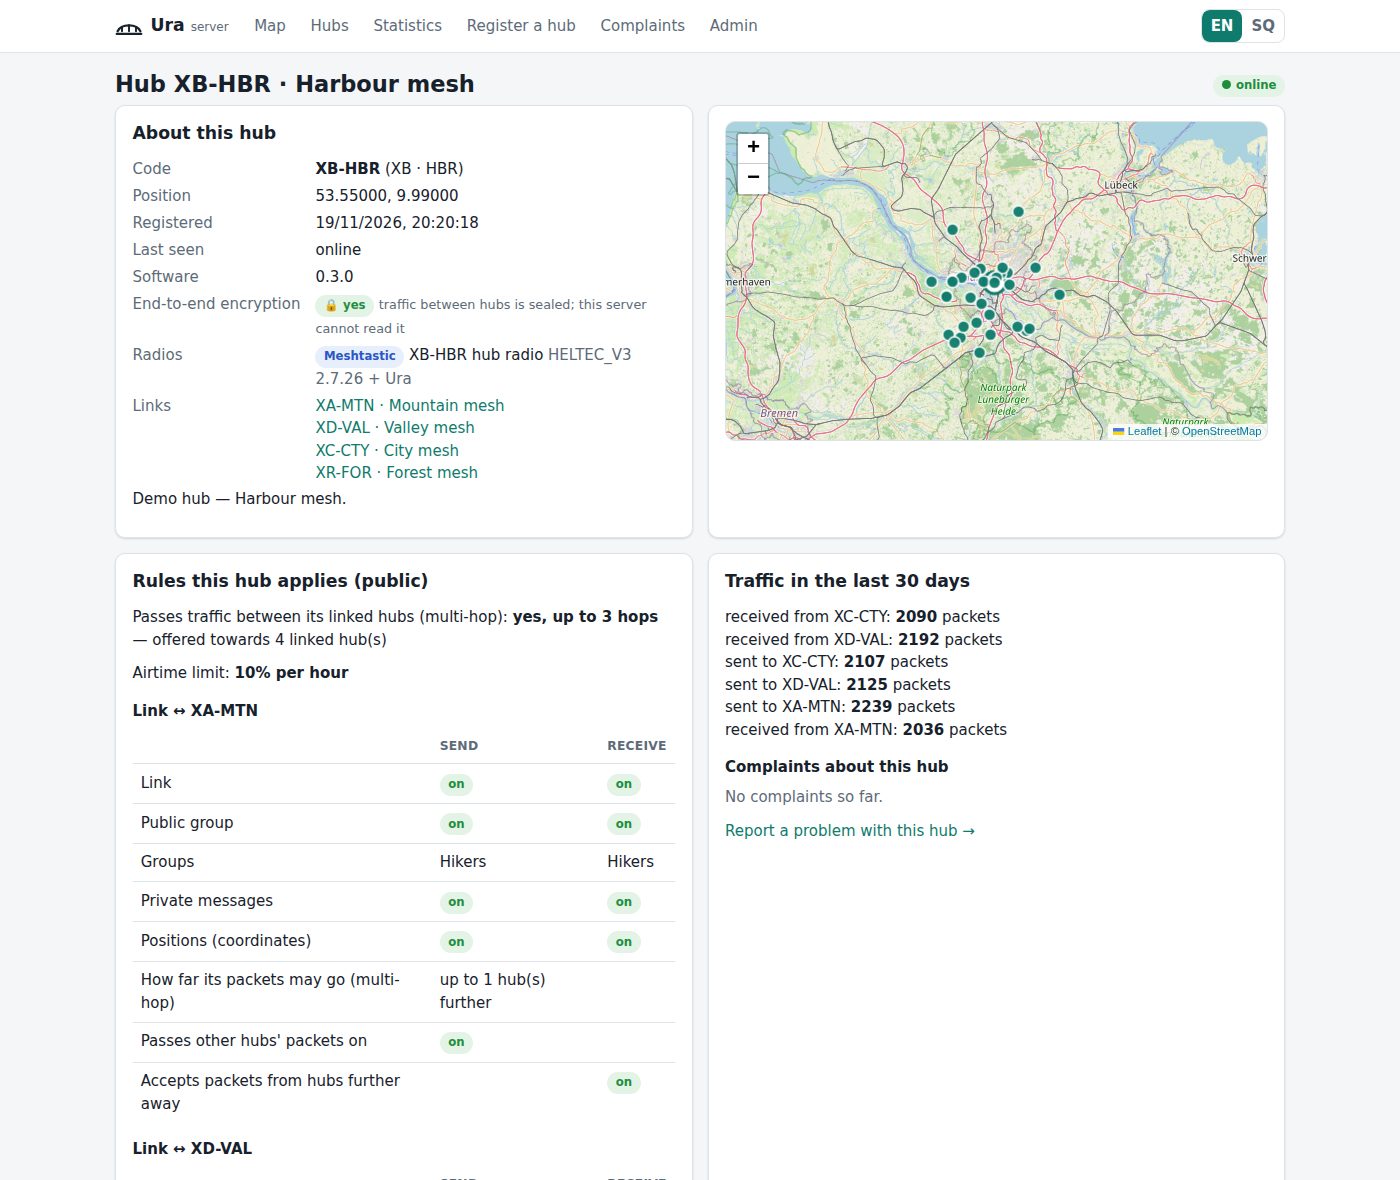 Ura server Map Hubs Statistics Register a hub Complaints Admin EN SQ
Hub XB-HBR · Harbour mesh
online
About this hub
Code XB-HBR (XB · HBR)
Position 53.55000, 9.99000
Registered 19/11/2026, 20:20:18
Last seen online
Software 0.3.0
End-to-end encryption 🔒 yes traffic between hubs is sealed; this server
cannot read it
Radios Meshtastic XB-HBR hub radio HELTEC_V3
2.7.26 + Ura
Links XA-MTN · Mountain mesh
XD-VAL · Valley mesh
XC-CTY · City mesh
XR-FOR · Forest mesh
Demo hub — Harbour mesh.
+
−
Lübeck
Schwer
merhaven
Naturpark
Lüneburger
Heide
Bremen
Naturpark
Leaflet | © OpenStreetMap
Rules this hub applies (public)
Passes traffic between its linked hubs (multi-hop): yes, up to 3 hops
— offered towards 4 linked hub(s)
Airtime limit: 10% per hour
Link ↔ XA-MTN
SEND RECEIVE
Link on on
Public group on on
Groups Hikers Hikers
Private messages on on
Positions (coordinates) on on
How far its packets may go (multi-
hop) up to 1 hub(s)
further
Passes other hubs' packets on on
Accepts packets from hubs further
away on
Link ↔ XD-VAL
Traffic in the last 30 days
received from XC-CTY: 2090 packets
received from XD-VAL: 2192 packets
sent to XC-CTY: 2107 packets
sent to XD-VAL: 2125 packets
sent to XA-MTN: 2239 packets
received from XA-MTN: 2036 packets
Complaints about this hub
No complaints so far.
Report a problem with this hub →